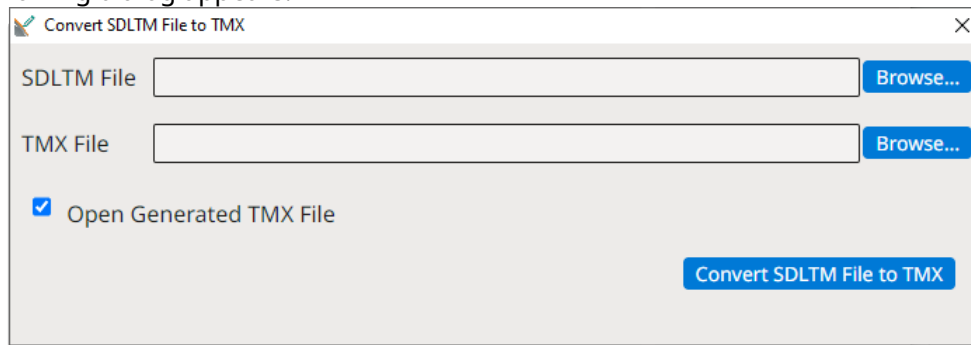 Convert SDLTM File to TMX
SDLTM File Browse...
TMX File Browse...
Open Generated TMX File
Convert SDLTM File to TMX